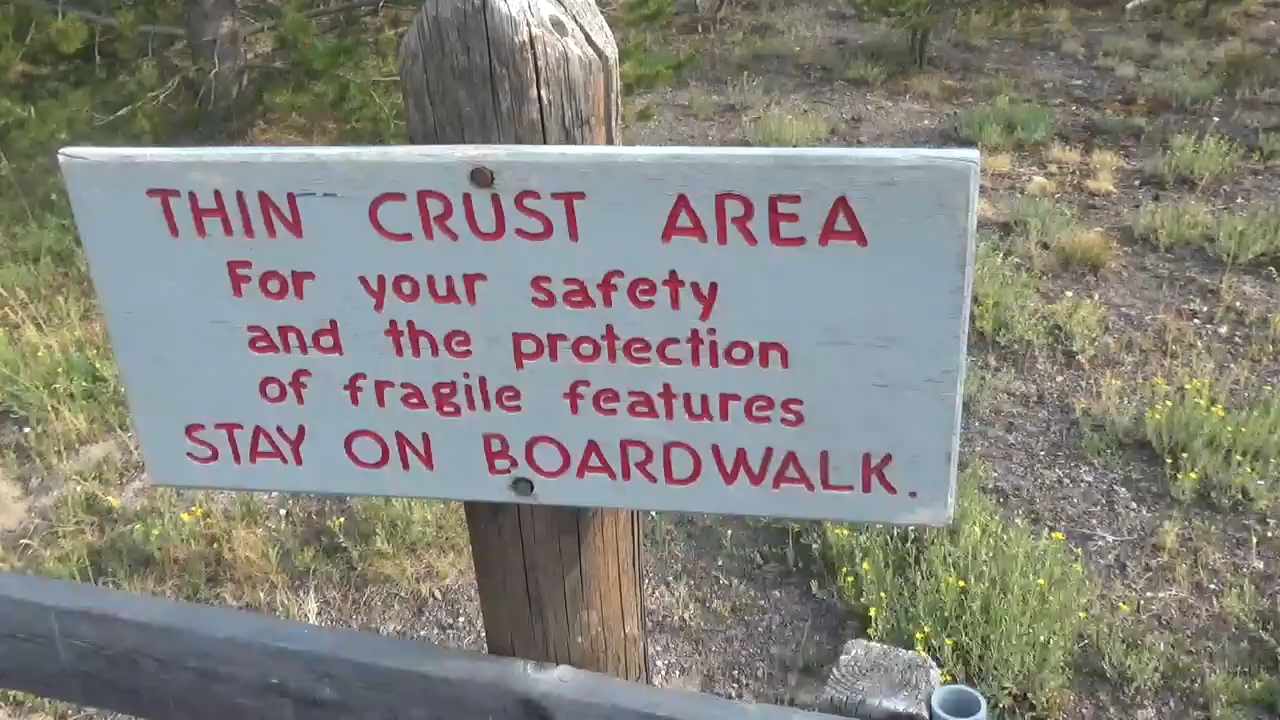 THIN CRUST AREA
For your safety
and the protection
of fragile features
STAY ON BOARDWALK.